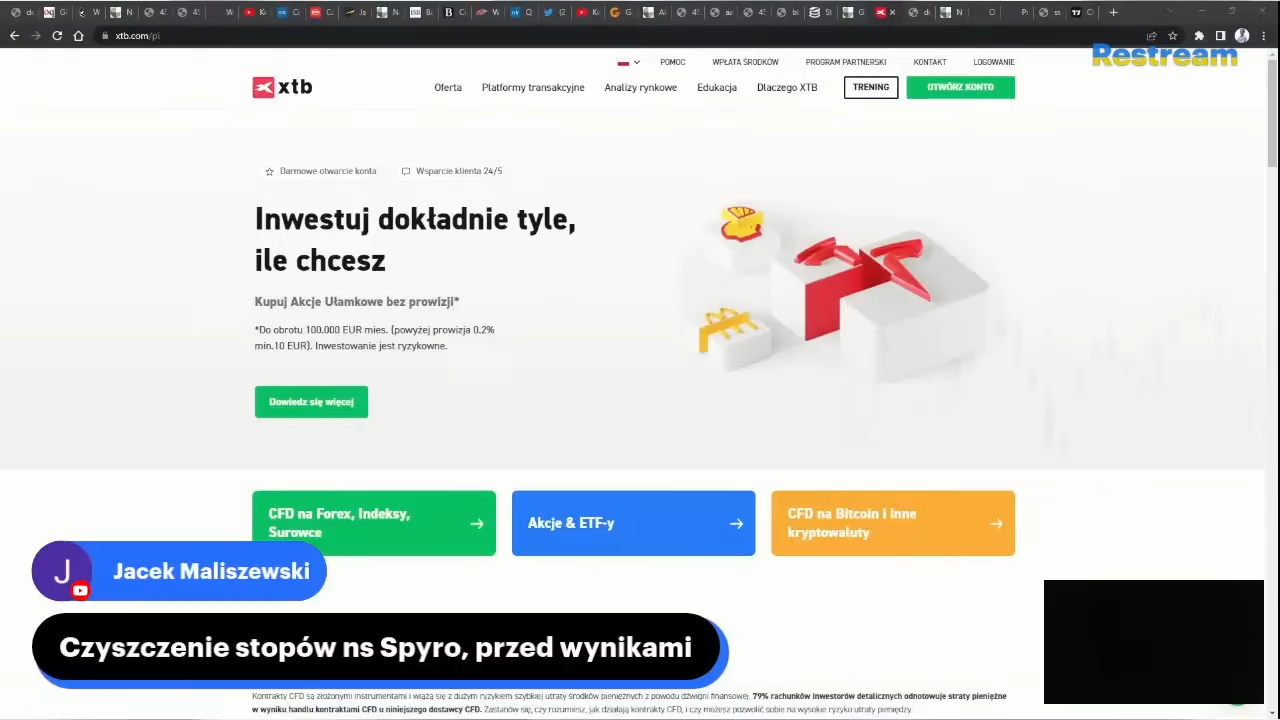 xtb.com/pl
Restream
POMOC WPŁATA ŚRODKÓW PROGRAM PARTNERSKI KONTAKT LOGOWANIE
xtb Oferta Platformy transakcyjne Analizy rynkowe Edukacja Dlaczego XTB TRENING OTWÓRZ KONTO
Darmowe otwarcie konta Wsparcie klienta 24/5
Inwestuj dokładnie tyle,
ile chcesz
Kupuj Akcje Ułamkowe bez prowizji*
*Do obrotu 100.000 EUR mies. (powyżej prowizja 0.2%
min.10 EUR). Inwestowanie jest ryzykowne.
Dowiedz się więcej
CFD na Forex, Indeksy,
Surowce
Akcje & ETF-y
CFD na Bitcoin i inne
kryptowaluty
J Jacek Maliszewski
Czyszczenie stopów ns Spyro, przed wynikami
Kontrakty CFD są złożonymi instrumentami i wiążą się z dużym ryzykiem szybkiej utraty środków pieniężnych z powodu dźwigni finansowej. 79% rachunków inwestorów detalicznych odnotowuje straty pieniężne
w wyniku handlu kontraktami CFD u niniejszego dostawcy CFD. Zastanów się, czy rozumiesz, jak działają kontrakty CFD, i czy możesz pozwolić sobie na wysokie ryzyko utraty pieniędzy.